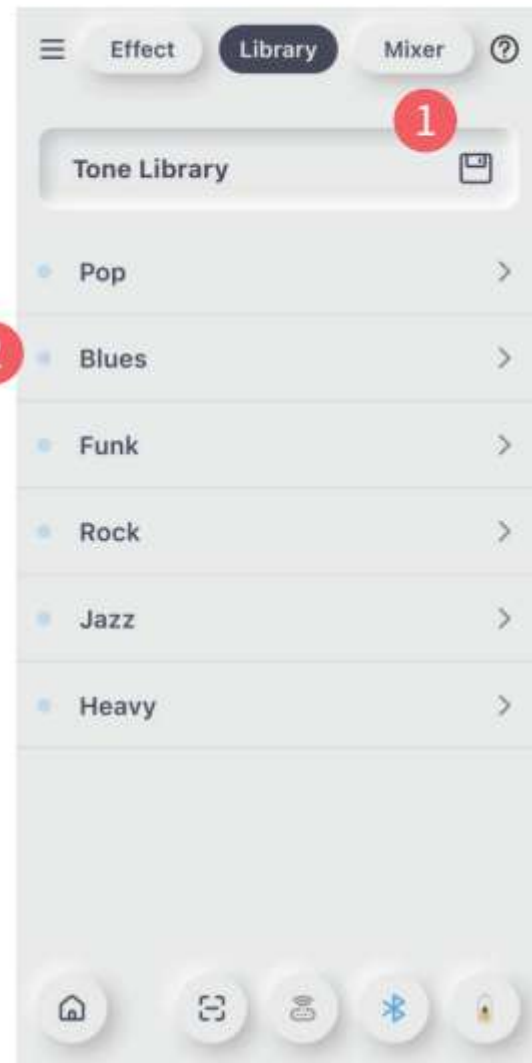 Effect Library Mixer
1
Tone Library
Pop
Blues
Funk
Rock
Jazz
Heavy